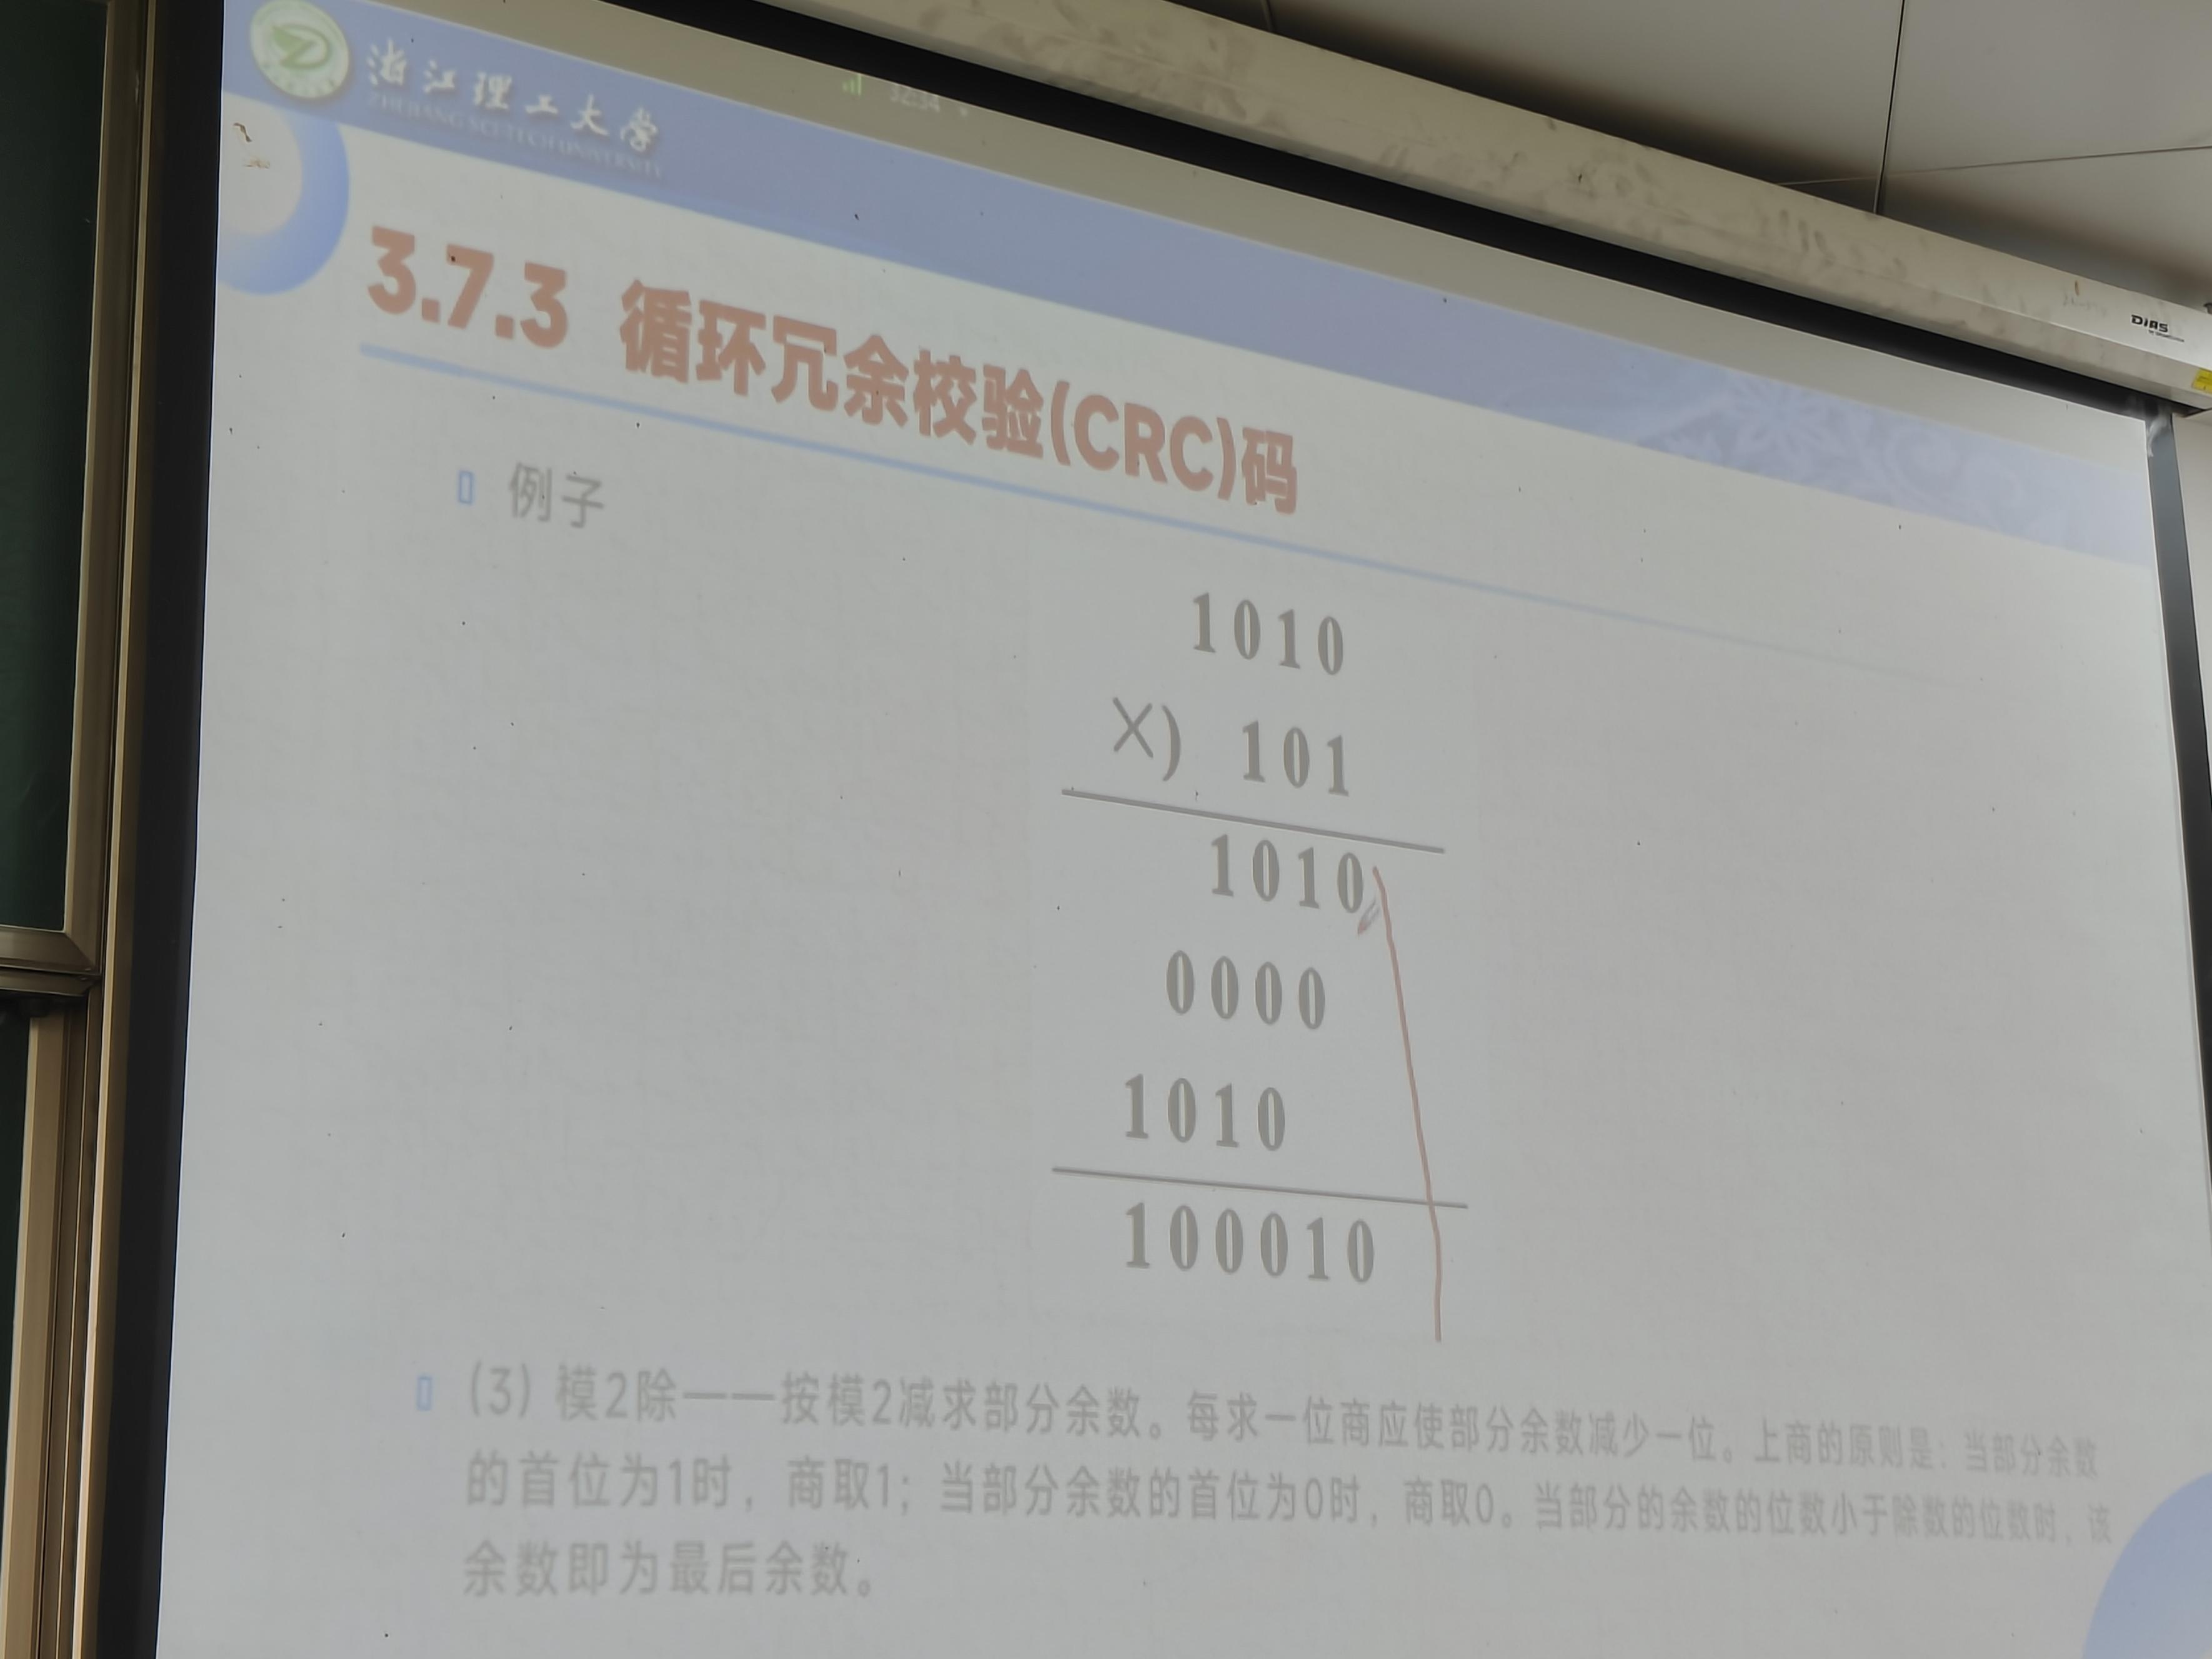 浙江理工大学
ZHEJIANG SCI-TECH UNIVERSITY
3.7.3 循环冗余校验(CRC)码
例子
1010
×) 101
1010
0000
1010
100010
(3) 模2除——按模2减求部分余数。每求一位商应使部分余数减少一位。上商的原则是：当部分余数
的首位为1时，商取1；当部分余数的首位为0时，商取0。当部分的余数的位数小于除数的位数时，该
余数即为最后余数。
DIAS